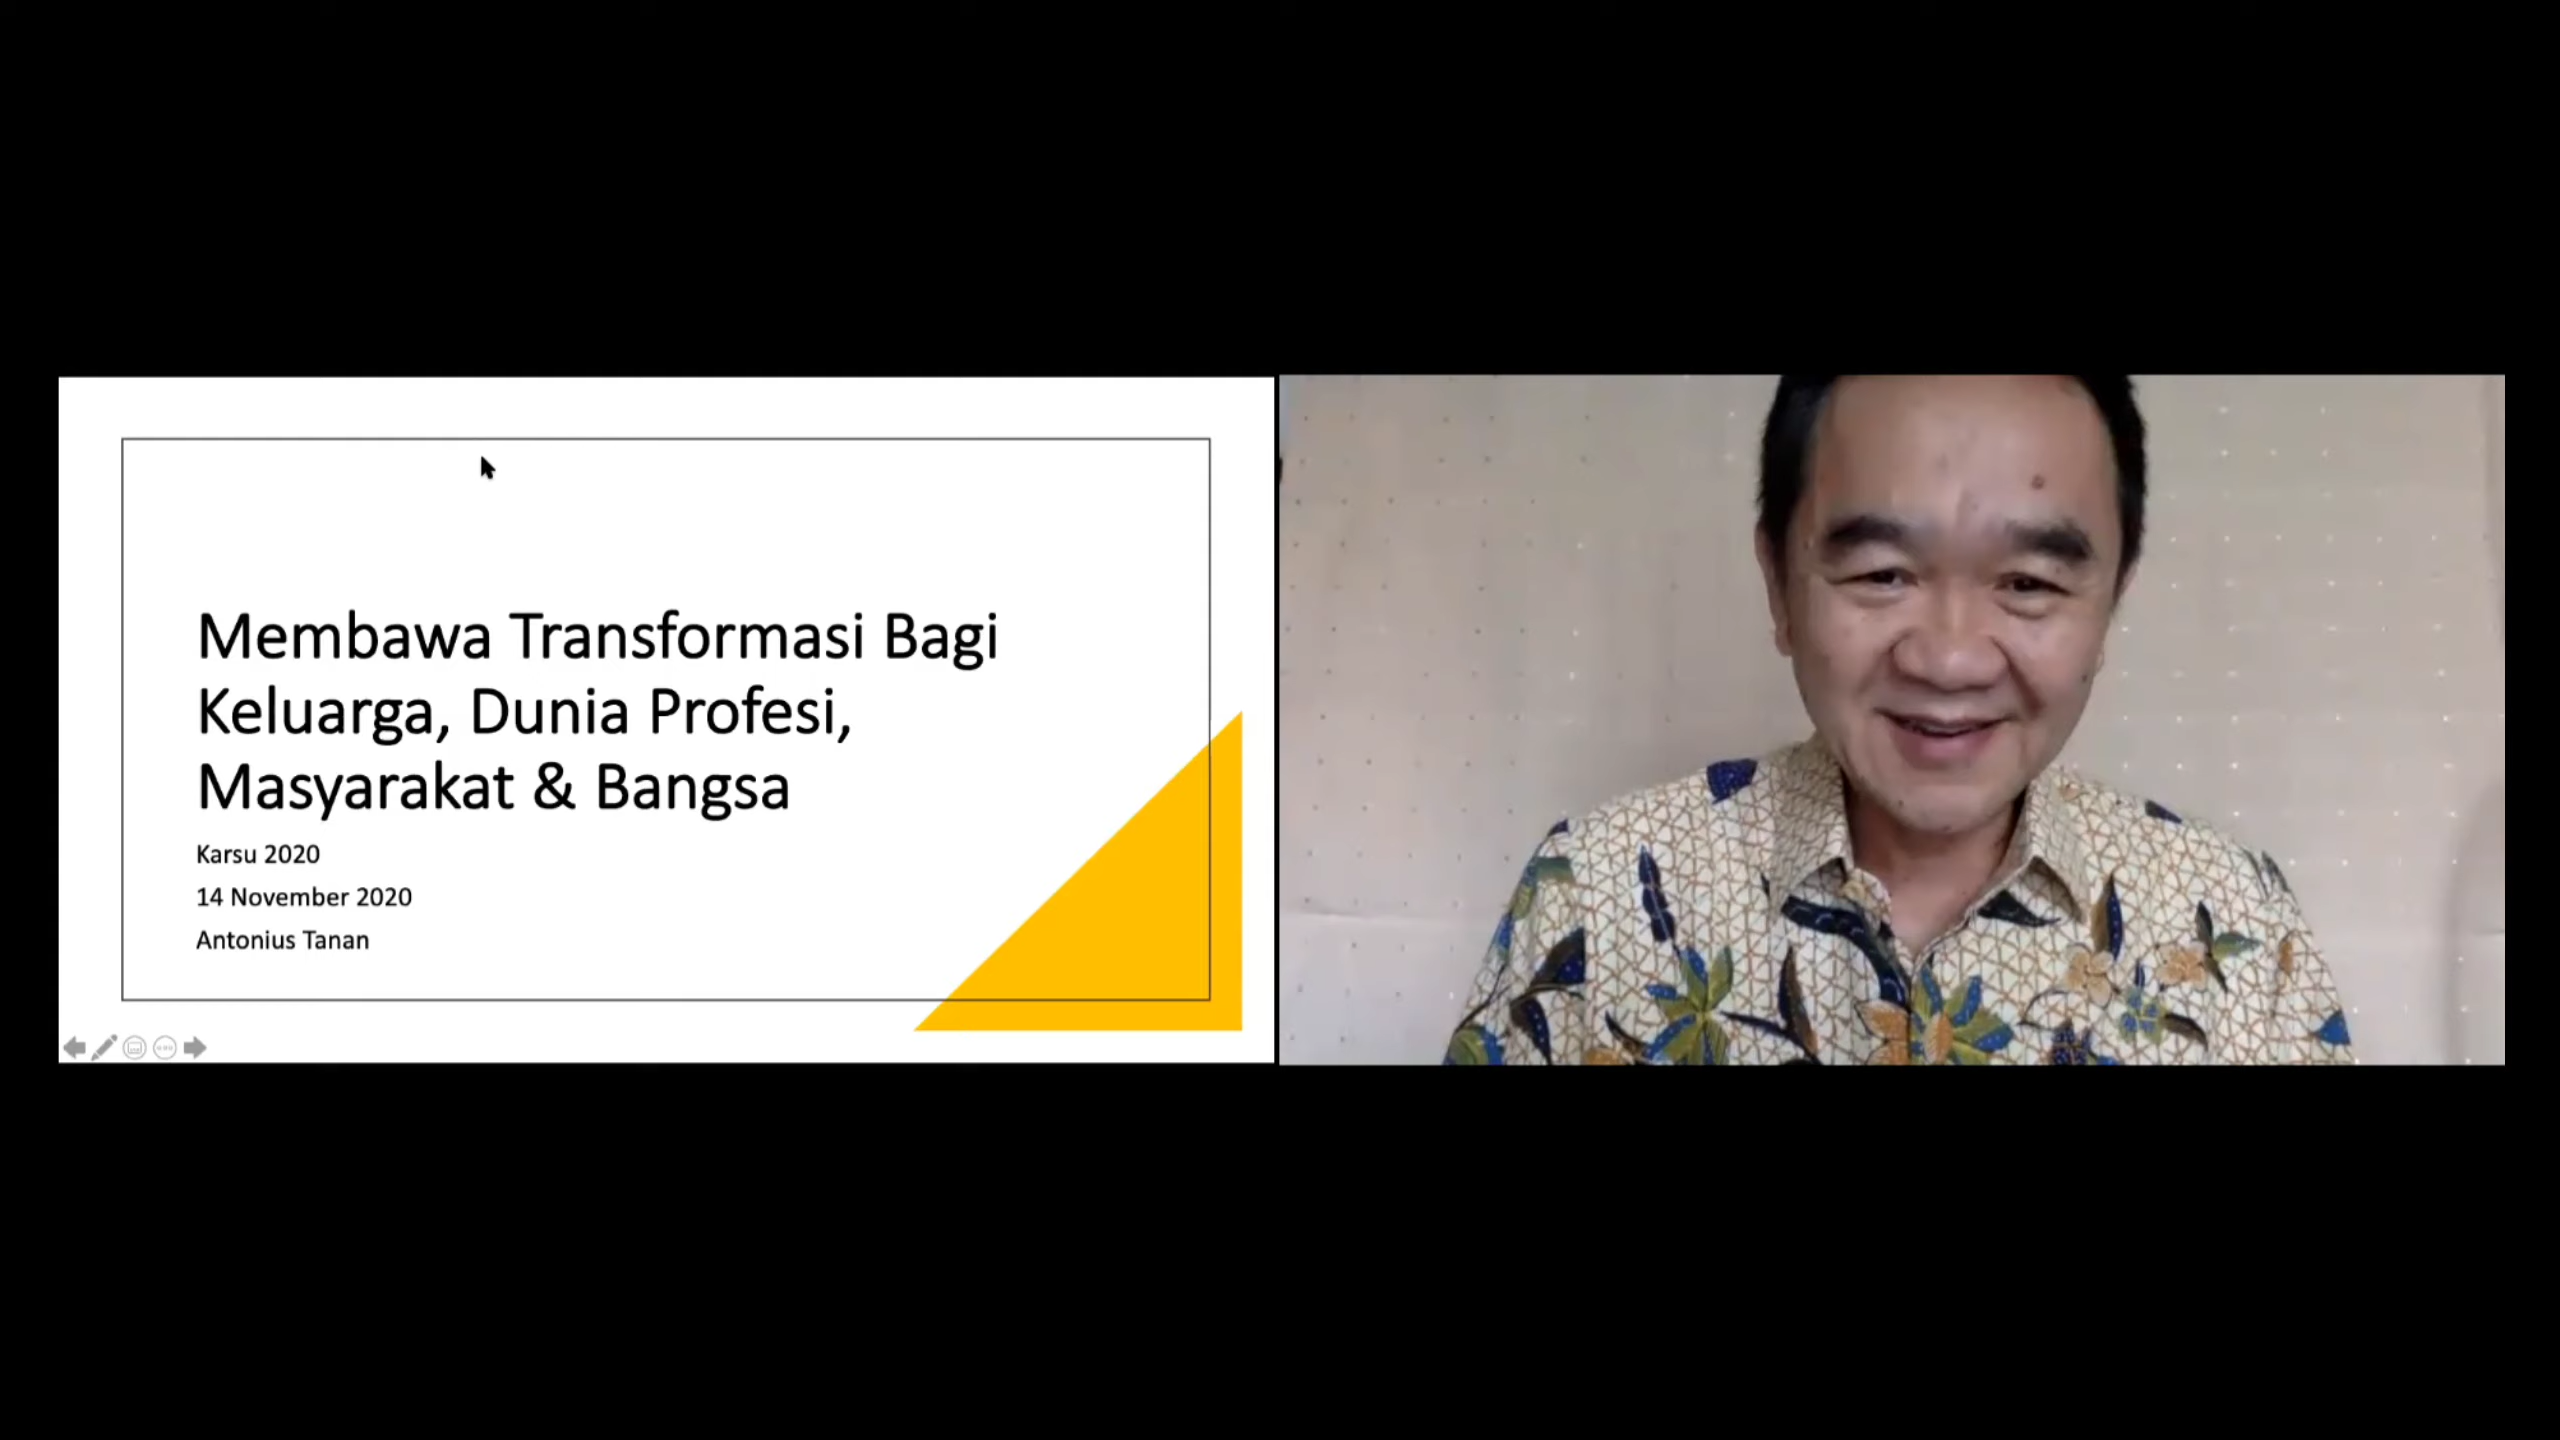 Membawa Transformasi Bagi
Keluarga, Dunia Profesi,
Masyarakat & Bangsa
Karsu 2020
14 November 2020
Antonius Tanan